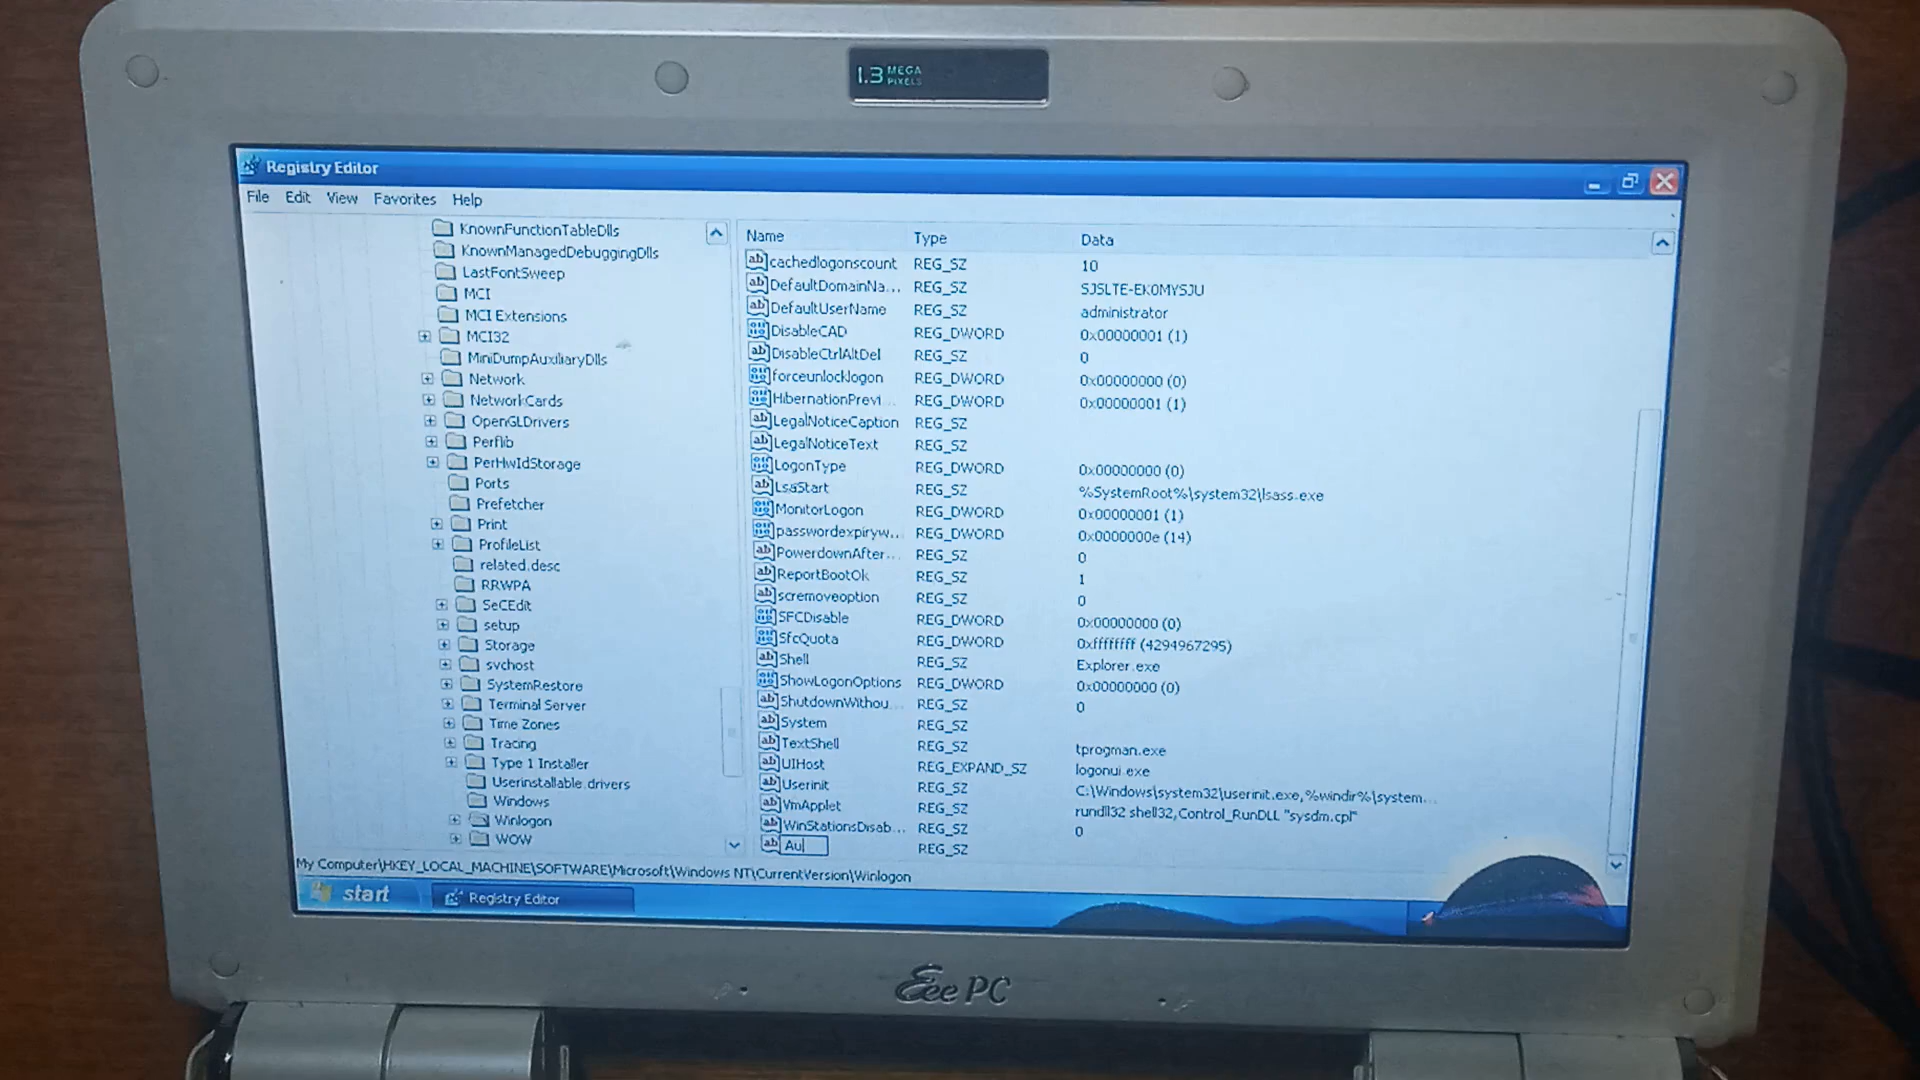 1.3 MEGA PIXELS
Registry Editor
File Edit View Favorites Help
KnownFunctionTableDlls
KnownManagedDebuggingDlls
LastFontSweep
MCI
MCI Extensions
MCI32
MiniDumpAuxiliaryDlls
Network
NetworkCards
OpenGLDrivers
Perflib
PerHwIdStorage
Ports
Prefetcher
Print
ProfileList
related.desc
RRWPA
SeCEdit
setup
Storage
svchost
SystemRestore
Terminal Server
Time Zones
Tracing
Type 1 Installer
Userinstallable.drivers
Windows
Winlogon
WOW
Name Type Data
cachedlogonscount REG_SZ 10
DefaultDomainNa... REG_SZ SJSLTE-EK0MYSJU
DefaultUserName REG_SZ administrator
DisableCAD REG_DWORD 0x00000001 (1)
DisableCtrlAltDel REG_SZ 0
forceunlocklogon REG_DWORD 0x00000000 (0)
HibernationPrevi... REG_DWORD 0x00000001 (1)
LegalNoticeCaption REG_SZ
LegalNoticeText REG_SZ
LogonType REG_DWORD 0x00000000 (0)
LsaStart REG_SZ %SystemRoot%\system32\lsass.exe
MonitorLogon REG_DWORD 0x00000001 (1)
passwordexpiryw... REG_DWORD 0x0000000e (14)
PowerdownAfter... REG_SZ 0
ReportBootOk REG_SZ 1
scremoveoption REG_SZ 0
SFCDisable REG_DWORD 0x00000000 (0)
SfcQuota REG_DWORD 0xffffffff (4294967295)
Shell REG_SZ Explorer.exe
ShowLogonOptions REG_DWORD 0x00000000 (0)
ShutdownWithou... REG_SZ 0
System REG_SZ
TextShell REG_SZ tprogman.exe
UIHost REG_EXPAND_SZ logonui.exe
Userinit REG_SZ C:\Windows\system32\userinit.exe,%windir%\system...
VmApplet REG_SZ rundll32 shell32,Control_RunDLL "sysdm.cpl"
WinStationsDisab... REG_SZ 0
Au REG_SZ
My Computer\HKEY_LOCAL_MACHINE\SOFTWARE\Microsoft\Windows NT\CurrentVersion\Winlogon
start Registry Editor
Eee PC